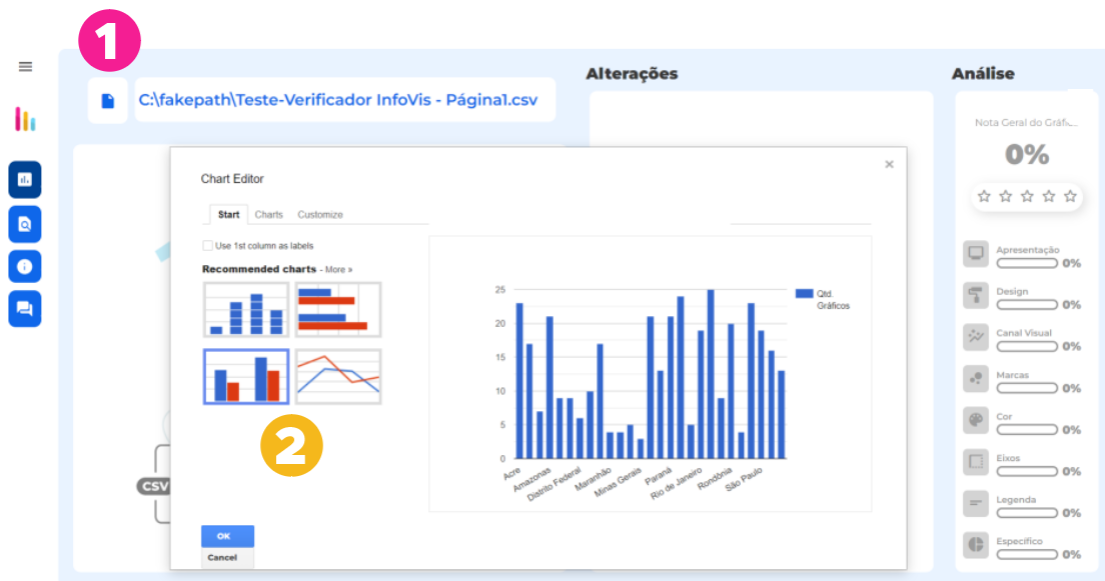 1
Alterações
Análise
C:\fakepath\Teste-Verificador InfoVis - Página1.csv
Nota Geral do Gráfi...
0%
Chart Editor
×
Start Charts Customize
Use 1st column as labels
Recommended charts - More »
25
20
15
10
5
0
Qtd.
Gráficos
Acre
Amazonas
Distrito Federal
Maranhão
Minas Gerais
Paraná
Rio de Janeiro
Rondônia
São Paulo
2
CSV
OK
Cancel
Apresentação
0%
Design
0%
Canal Visual
0%
Marcas
0%
Cor
0%
Eixos
0%
Legenda
0%
Específico
0%